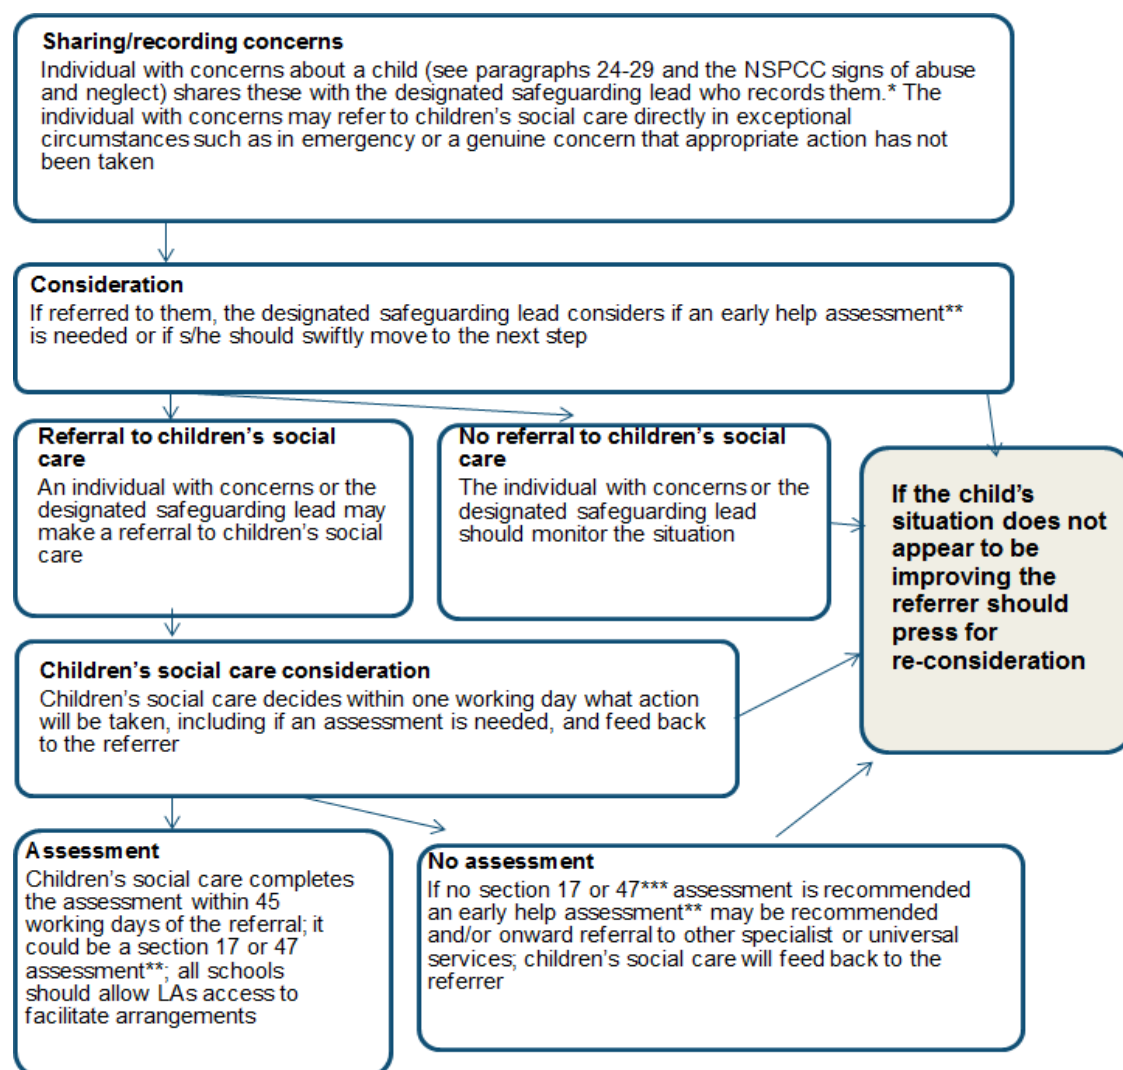 Sharing/recording concerns
Individual with concerns about a child (see paragraphs 24-29 and the NSPCC signs of abuse
and neglect) shares these with the designated safeguarding lead who records them.* The
individual with concerns may refer to children's social care directly in exceptional
circumstances such as in emergency or a genuine concern that appropriate action has not
been taken
Consideration
If referred to them, the designated safeguarding lead considers if an early help assessment**
is needed or if s/he should swiftly move to the next step
Referral to children's social
care
An individual with concerns or the
designated safeguarding lead may
make a referral to children's social
care
No referral to children's social
care
The individual with concerns or the
designated safeguarding lead
should monitor the situation
If the child's
situation does not
appear to be
improving the
referrer should
press for
re-consideration
Children's social care consideration
Children's social care decides within one working day what action
will be taken, including if an assessment is needed, and feed back
to the referrer
Assessment
Children's social care completes
the assessment within 45
working days of the referral; it
could be a section 17 or 47
assessment**; all schools
should allow LAs access to
facilitate arrangements
No assessment
If no section 17 or 47*** assessment is recommended
an early help assessment** may be recommended
and/or onward referral to other specialist or universal
services; children's social care will feed back to the
referrer